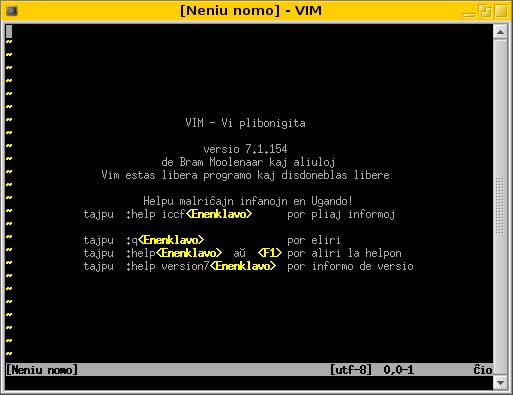 [Neniu nomo] - VIM
~
~
~
~
~
~
VIM - Vi plibonigita
~
~
versio 7.1.154
~
de Bram Moolenaar kaj aliuloj
~
Vim estas libera programo kaj disdoneblas libere
~
~
Helpu malriĉajn infanojn en Ugando!
~
tajpu :help iccf<Enenklavo> por pliaj informoj
~
~
tajpu :q<Enenklavo> por eliri
~
tajpu :help<Enenklavo> aŭ <F1> por aliri la helpon
~
tajpu :help version7<Enenklavo> por informo de versio
~
~
~
~
~
~
~
[Neniu nomo] [utf-8] 0,0-1 Ĉio